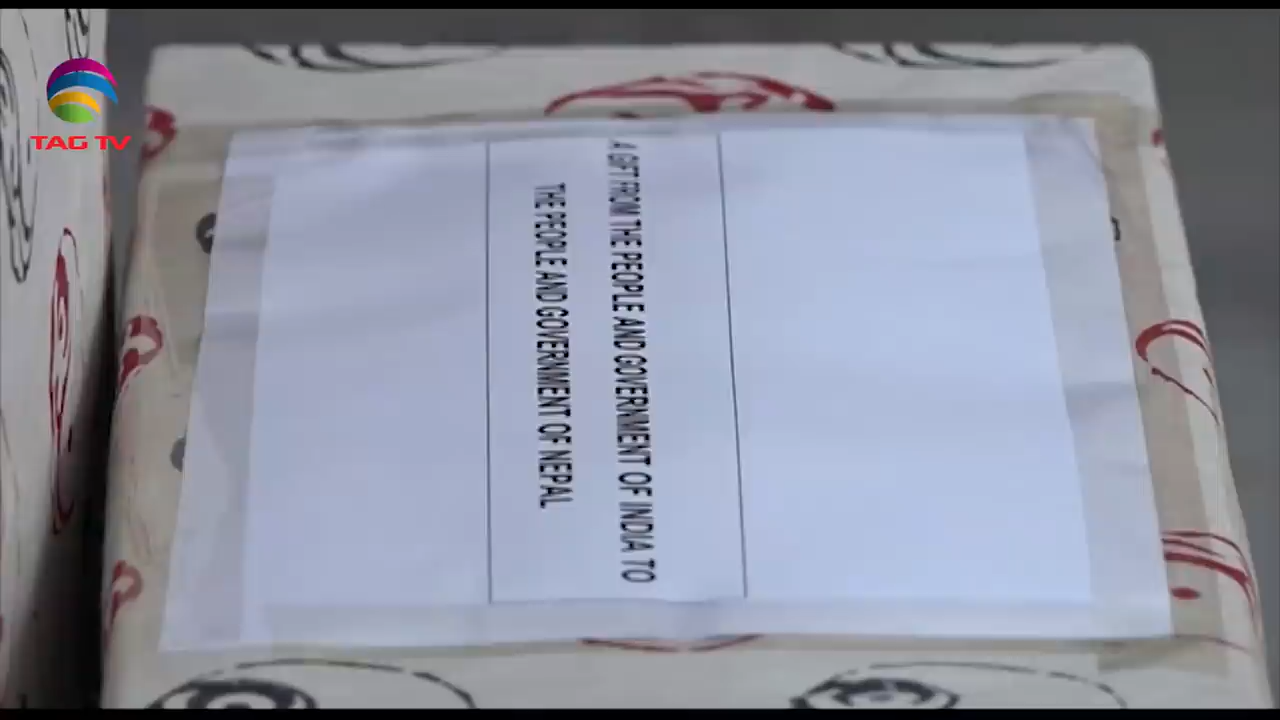 TAG TV
A GIFT FROM THE PEOPLE AND GOVERNMENT OF INDIA TO
THE PEOPLE AND GOVERNMENT OF NEPAL